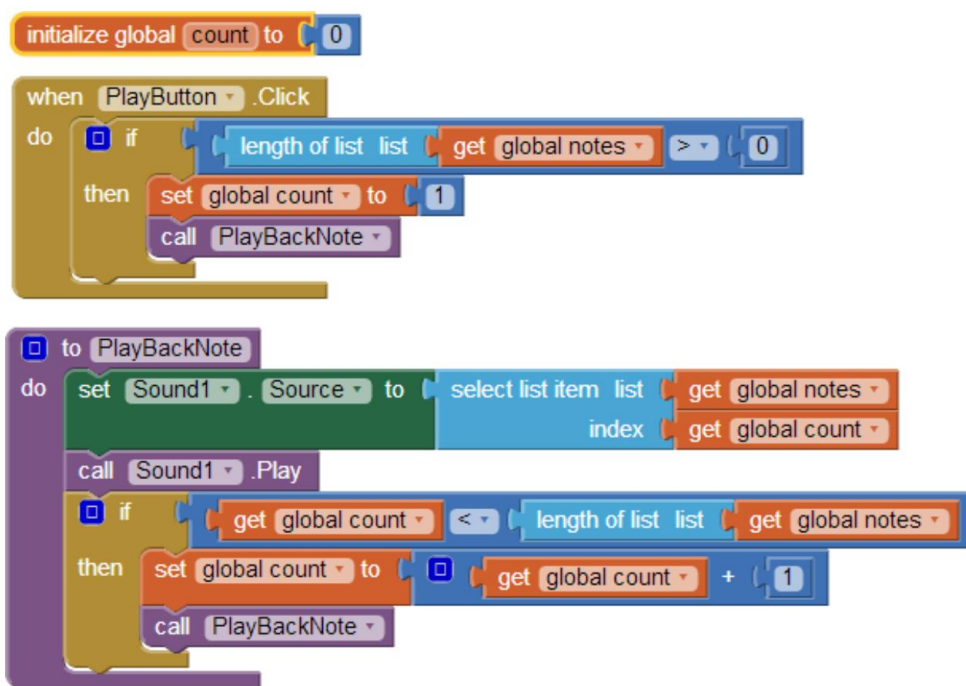 initialize global count to 0
when PlayButton .Click
do if length of list list get global notes > 0
then set global count to 1
call PlayBackNote
to PlayBackNote
do set Sound1 . Source to select list item list get global notes
index get global count
call Sound1 .Play
if get global count < length of list list get global notes
then set global count to get global count + 1
call PlayBackNote